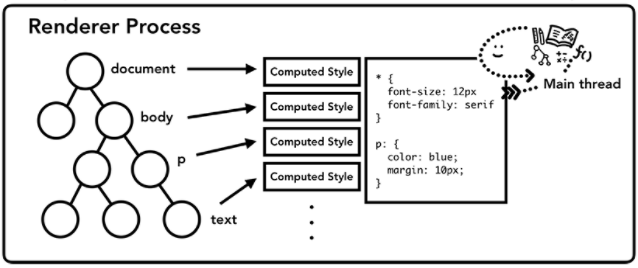 Renderer Process
document
body
p
text
Computed Style
Computed Style
Computed Style
Computed Style
* {
font-size: 12px
font-family: serif
}
p: {
color: blue;
margin: 10px;
}
f()
Main thread